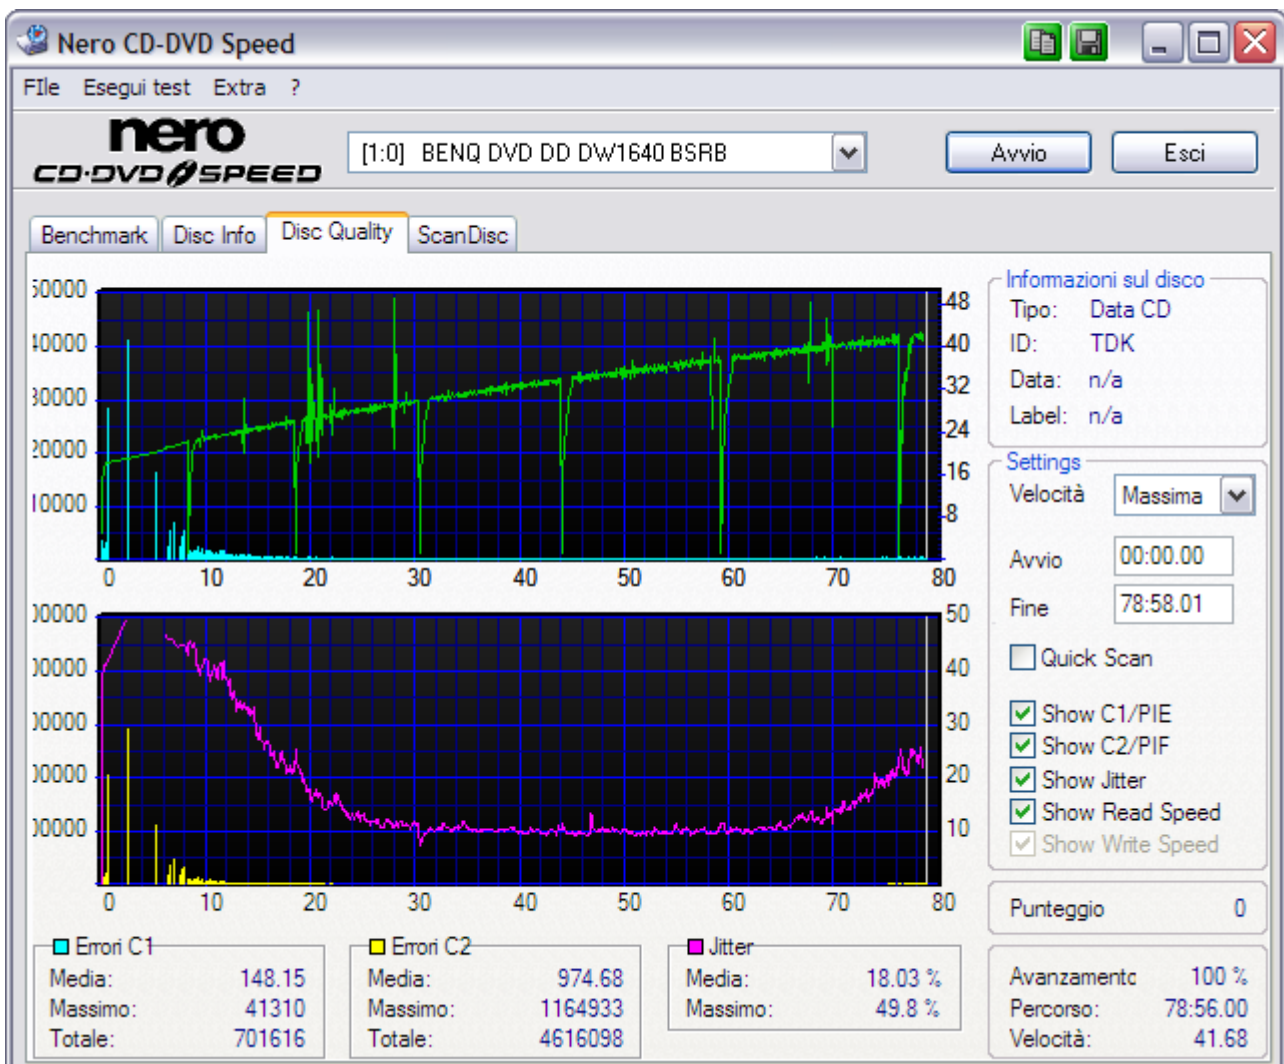 Nero CD-DVD Speed
FIle Esegui test Extra ?
nero
CD·DVD SPEED
[1:0] BENQ DVD DD DW1640 BSRB
Avvio
Esci
Benchmark
Disc Info
Disc Quality
ScanDisc
48
40
32
24
16
8
0 10 20 30 40 50 60 70 80
50
40
30
20
10
0 10 20 30 40 50 60 70 80
Informazioni sul disco
Tipo: Data CD
ID: TDK
Data: n/a
Label: n/a
Settings
Velocità Massima
Avvio 00:00.00
Fine 78:58.01
Quick Scan
Show C1/PIE
Show C2/PIF
Show Jitter
Show Read Speed
Show Write Speed
Punteggio 0
Errori C1
Media: 148.15
Massimo: 41310
Totale: 701616
Errori C2
Media: 974.68
Massimo: 1164933
Totale: 4616098
Jitter
Media: 18.03 %
Massimo: 49.8 %
Avanzamento 100 %
Percorso: 78:56.00
Velocità: 41.68